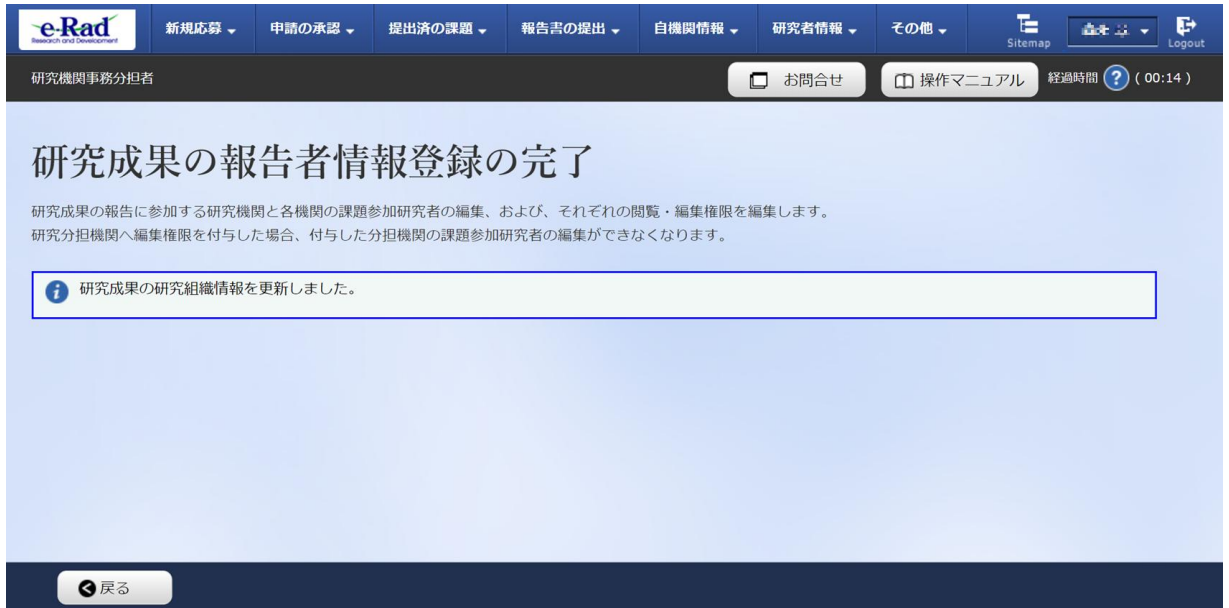 e-Rad
Research and Development
新規応募
申請の承認
提出済の課題
報告書の提出
自機関情報
研究者情報
その他
Sitemap
Logout
研究機関事務分担者
お問合せ
操作マニュアル
経過時間 ? ( 00:14 )
研究成果の報告者情報登録の完了
研究成果の報告に参加する研究機関と各機関の課題参加研究者の編集、および、それぞれの閲覧・編集権限を編集します。
研究分担機関へ編集権限を付与した場合、付与した分担機関の課題参加研究者の編集ができなくなります。
研究成果の研究組織情報を更新しました。
戻る